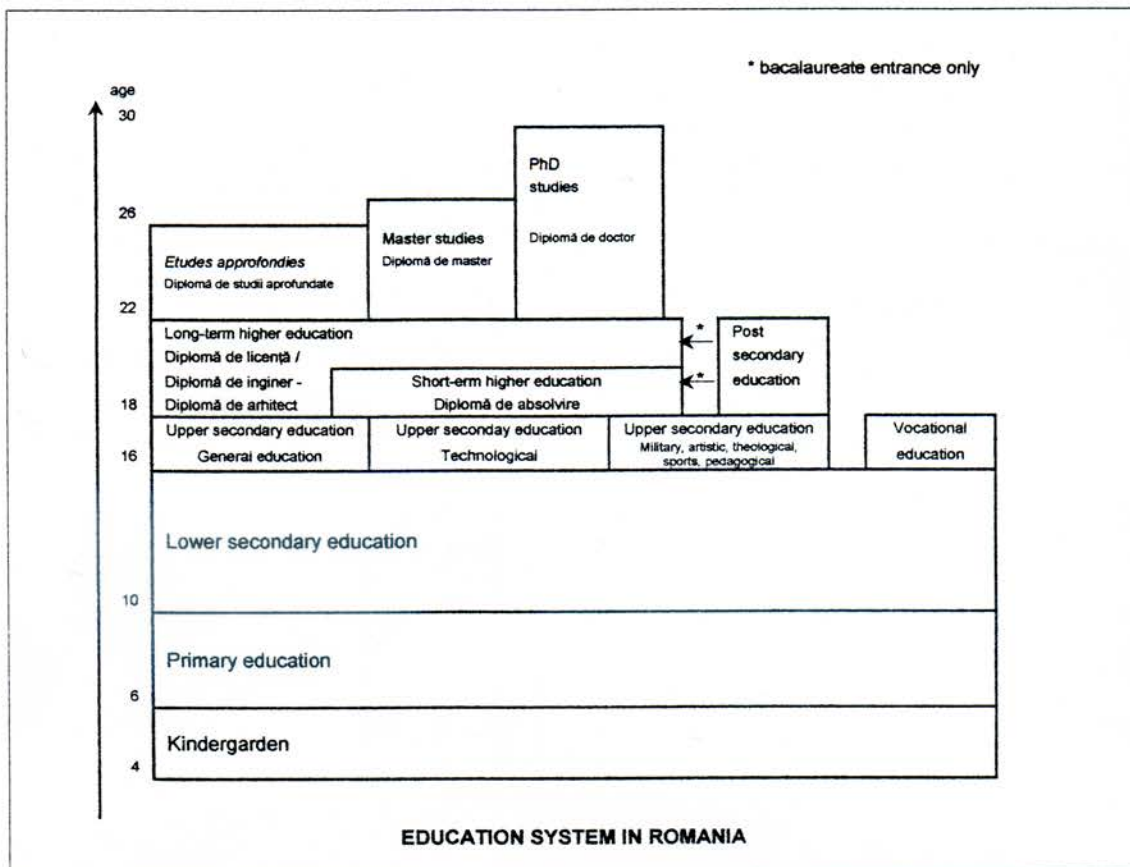 * bacalaureate entrance only
age
30
PhD
studies
26
Master studies
Diplomă de doctor
Etudes approfondies
Diplomă de master
Diplomă de studii aprofundate
22
Long-term higher education
*
Post
Diplomă de licență /
secondary
Diplomă de inginer -
Short-erm higher education
*
education
18
Diplomă de arhitect
Diplomă de absolvire
Upper secondary education
Upper seconday education
Upper secondary education
Vocational
General education
Technological
Military, artistic, theological,
education
16
sports, pedagogical
Lower secondary education
10
Primary education
6
Kindergarden
4
EDUCATION SYSTEM IN ROMANIA